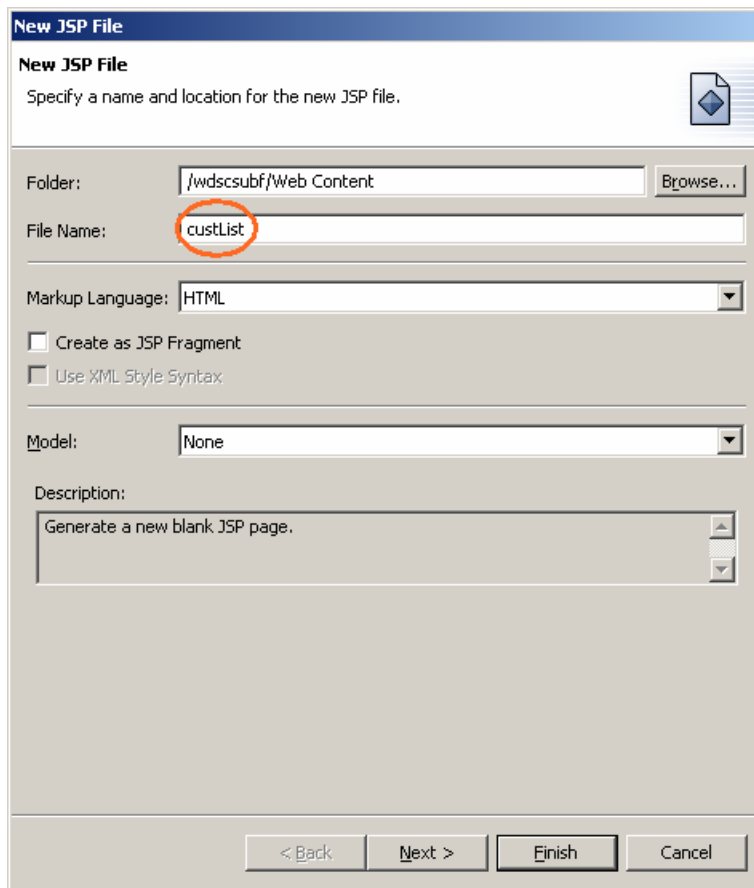 New JSP File
New JSP File
Specify a name and location for the new JSP file.
Folder: /wdscsubf/Web Content Browse...
File Name: custList
Markup Language: HTML
Create as JSP Fragment
Use XML Style Syntax
Model: None
Description:
Generate a new blank JSP page.
< Back Next > Finish Cancel